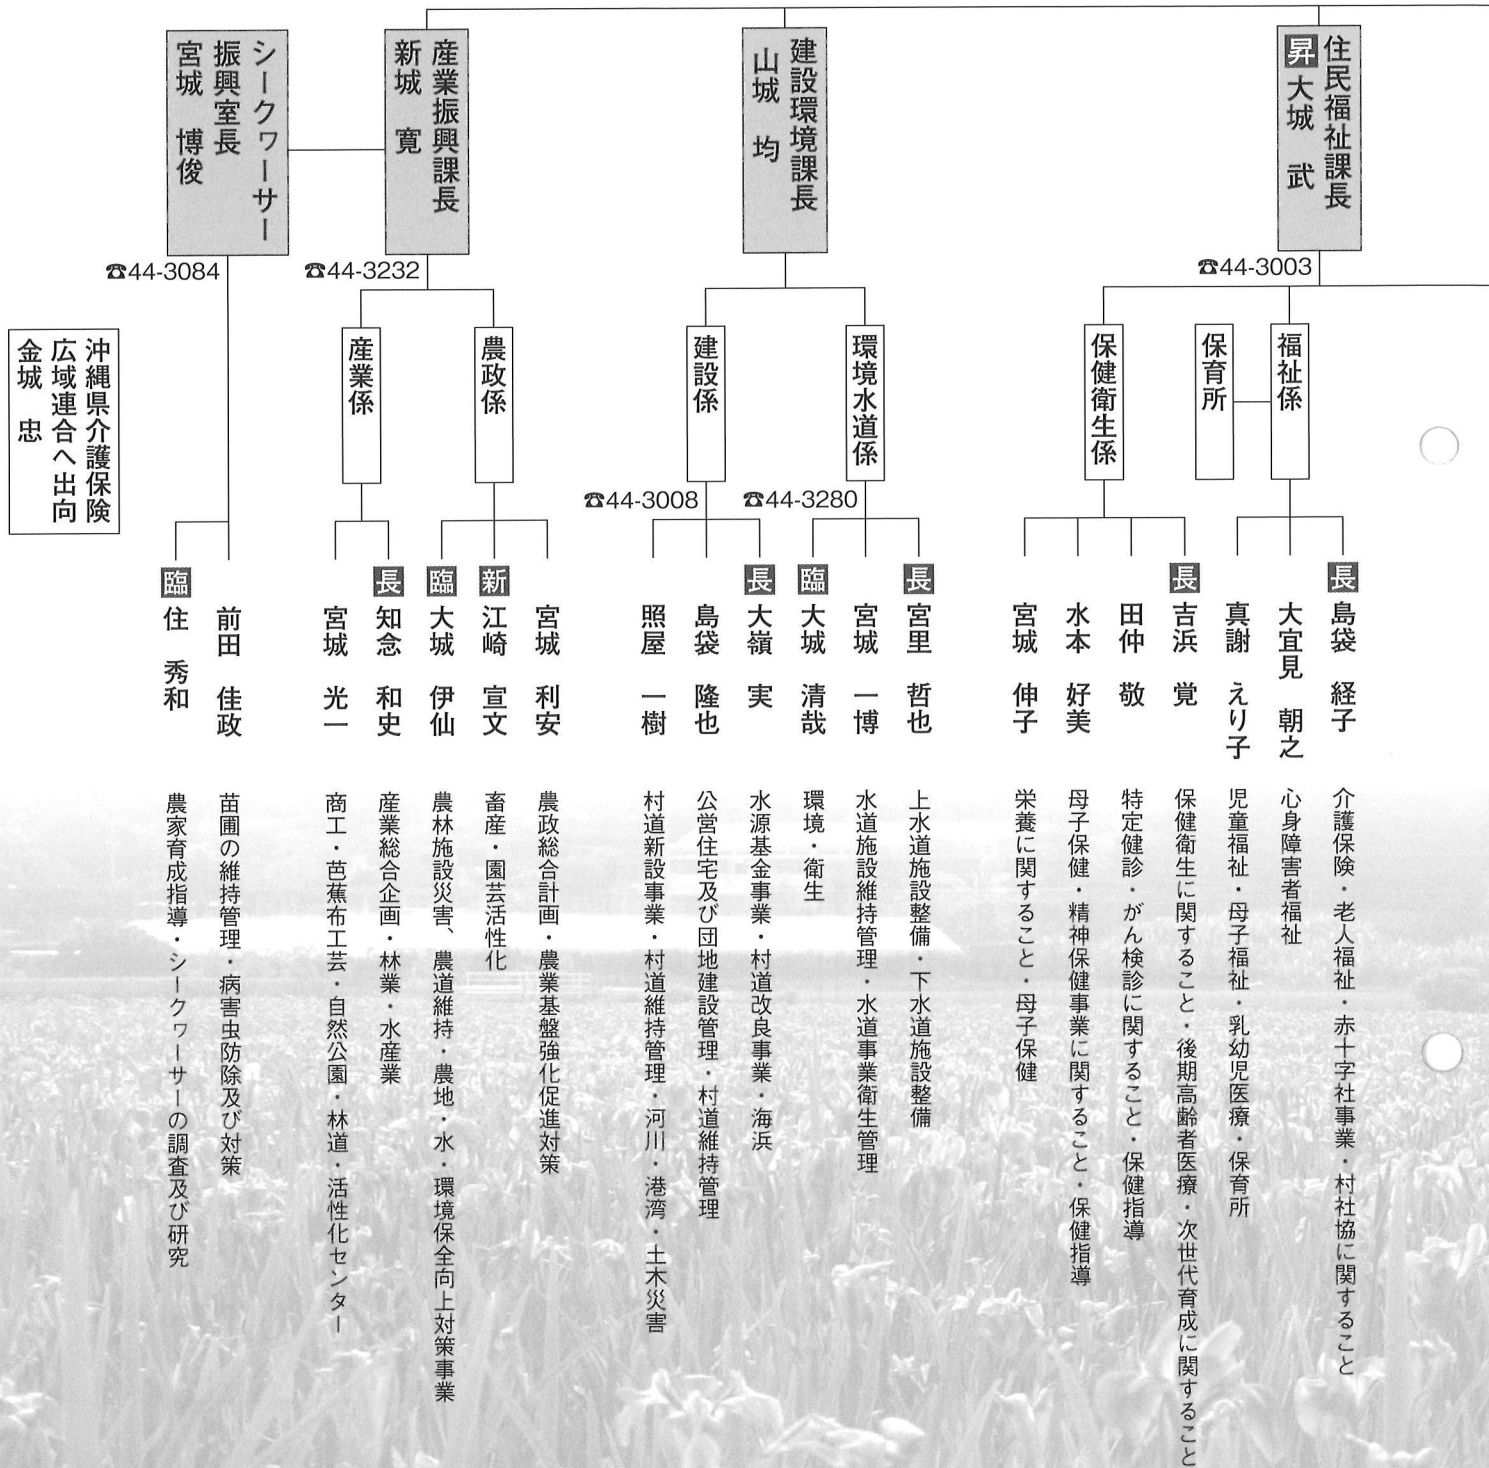 住民福祉課長
昇 大城 武
☎44-3003
福祉係
保育所
保健衛生係
長 島袋 経子 介護保険・老人福祉・赤十字社事業・村社協に関すること
大宜見 朝之 心身障害者福祉
真謝 えり子 児童福祉・母子福祉・乳幼児医療・保育所
長 吉浜 覚 保健衛生に関すること・後期高齢者医療・次世代育成に関すること
田仲 敬 特定健診・がん検診に関すること・保健指導
水本 好美 母子保健・精神保健事業に関すること・保健指導
宮城 伸子 栄養に関すること・母子保健
建設環境課長
山城 均
環境水道係
☎44-3280
建設係
☎44-3008
長 宮里 哲也 上水道施設整備・下水道施設整備
宮城 一博 水道施設維持管理・水道事業衛生管理
臨 大城 清哉 環境・衛生
長 大嶺 実 水源基金事業・村道改良事業・海浜
島袋 隆也 公営住宅及び団地建設管理・村道維持管理
照屋 一樹 村道新設事業・村道維持管理・河川・港湾・土木災害
産業振興課長
新城 寛
☎44-3232
農政係
産業係
宮城 利安 農政総合計画・農業基盤強化促進対策
新 江崎 宣文 畜産・園芸活性化
臨 大城 伊仙 農林施設災害、農道維持・農地・水・環境保全向上対策事業
長 知念 和史 産業総合企画・林業・水産業
宮城 光一 商工・芭蕉布工芸・自然公園・林道・活性化センター
シークヮーサー
振興室長
宮城 博俊
☎44-3084
前田 佳政 苗圃の維持管理・病害虫防除及び対策
臨 住 秀和 農家育成指導・シークヮーサーの調査及び研究
沖縄県介護保険
広域連合へ出向
金城 忠